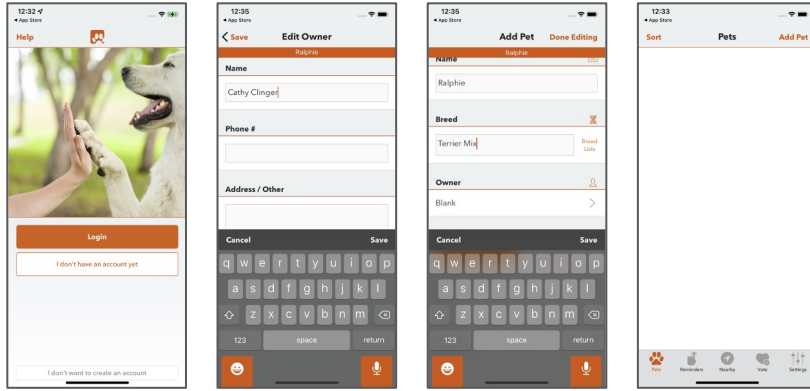 12:32
App Store
Help
Login
I don't have an account yet
I don't want to create an account
12:35
App Store
Save
Edit Owner
Ralphie
Name
Cathy Clinger
Phone #
Address / Other
Cancel
Save
q w e r t y u i o p
a s d f g h j k l
z x c v b n m
123
space
return
12:35
App Store
Add Pet
Done Editing
Ralphie
Name
Ralphie
Breed
Terrier Mix
Breed
Lists
Owner
Blank
Cancel
Save
q w e r t y u i o p
a s d f g h j k l
z x c v b n m
123
space
return
12:33
App Store
Sort
Pets
Add Pet
Pets
Reminders
Nearby
Vote
Settings